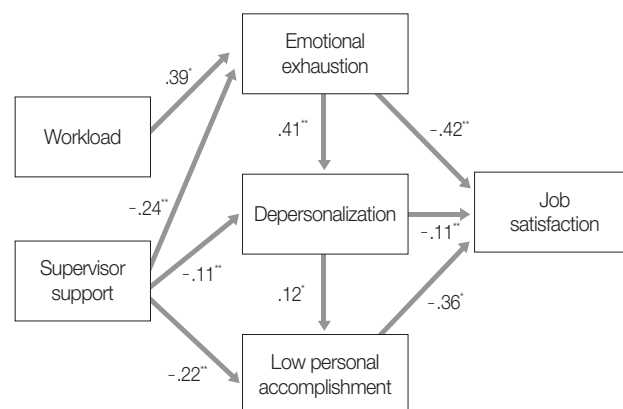 Emotional
exhaustion
.39*
Workload
.41**
-.42**
-.24**
Depersonalization
Job
satisfaction
-.11**
Supervisor
support
-.11**
.12*
-.36*
-.22**
Low personal
accomplishment